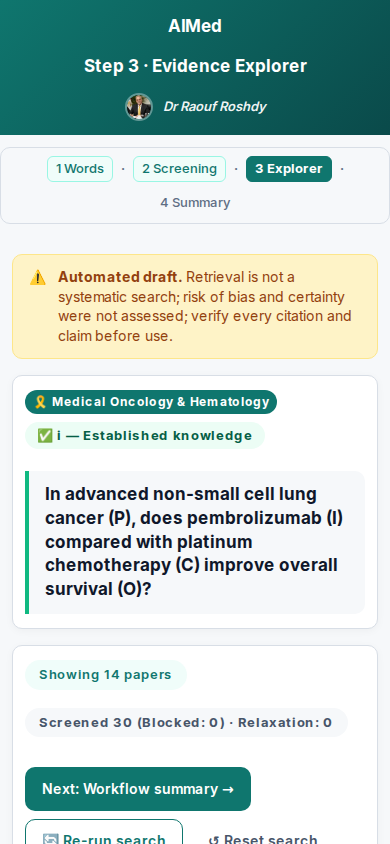 AIMed
Step 3 · Evidence Explorer
Dr Raouf Roshdy
1 Words · 2 Screening · 3 Explorer ·
4 Summary
⚠️ Automated draft. Retrieval is not a
systematic search; risk of bias and certainty
were not assessed; verify every citation and
claim before use.
🎗️ Medical Oncology & Hematology
✅ i — Established knowledge
In advanced non-small cell lung
cancer (P), does pembrolizumab (I)
compared with platinum
chemotherapy (C) improve overall
survival (O)?
Showing 14 papers
Screened 30 (Blocked: 0) · Relaxation: 0
Next: Workflow summary →
🔄 Re-run search ↺ Reset search